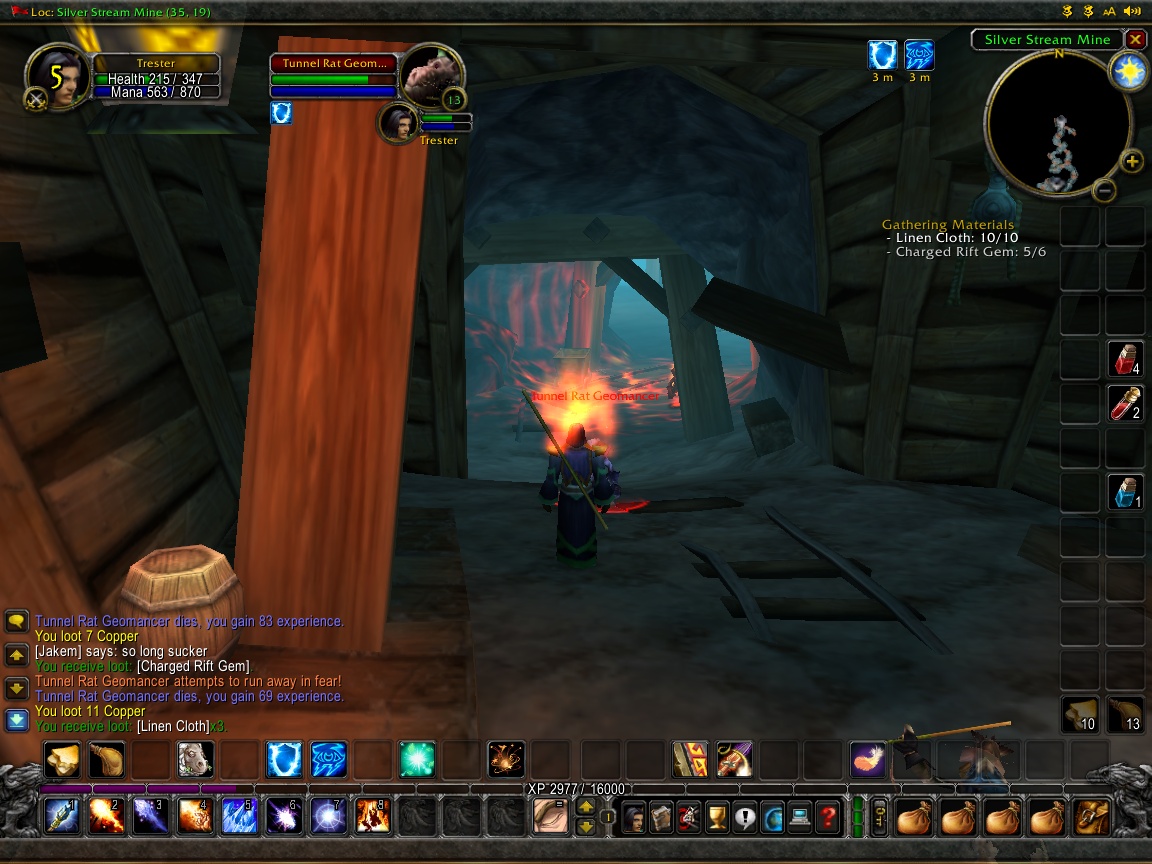 Loc: Silver Stream Mine (35, 19)
Silver Stream Mine
N
Trester
5
Health 215 / 347
Mana 563 / 870
Tunnel Rat Geom...
13
Trester
3 m
3 m
Gathering Materials
- Linen Cloth: 10/10
- Charged Rift Gem: 5/6
4
2
1
10
13
Tunnel Rat Geomancer
Tunnel Rat Geomancer dies, you gain 83 experience.
You loot 7 Copper
[Jakem] says: so long sucker
You receive loot: [Charged Rift Gem].
Tunnel Rat Geomancer attempts to run away in fear!
Tunnel Rat Geomancer dies, you gain 69 experience.
You loot 11 Copper
You receive loot: [Linen Cloth]x3.
XP 2977 / 16000
1 2 3 4 5 6 7 8 =
1